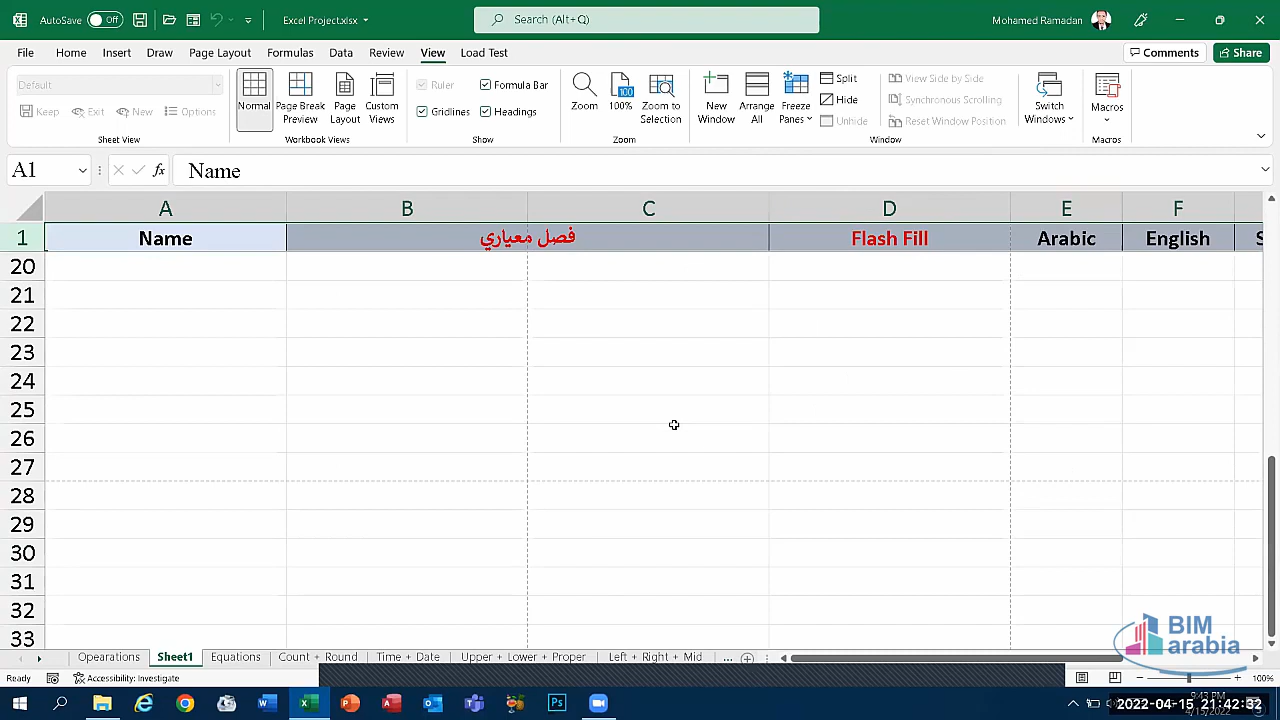 AutoSave Off Excel Project.xlsx Search (Alt+Q) Mohamed Ramadan
File Home Insert Draw Page Layout Formulas Data Review View Load Test Comments Share
Default
Keep Exit New Options
Sheet View
Normal Page Break Preview Page Layout Custom Views
Workbook Views
Ruler Formula Bar
Gridlines Headings
Show
Zoom 100% Zoom to Selection
Zoom
New Window Arrange All Freeze Panes
Split
Hide
Unhide
View Side by Side
Synchronous Scrolling
Reset Window Position
Switch Windows
Window
Macros
Macros
A1 fx Name
A B C D E F
1 Name فصل معياري Flash Fill Arabic English S
20
21
22
23
24
25
26
27
28
29
30
31
32
33
BIM
arabia
Operations Sheet1 Equations Count + Round Time + Date Upper + Lower + Proper Left + Right + Mid ...
Ready Accessibility: Investigate 100%
9:43 PM
2022-04-15 21:42:32
4/15/2022